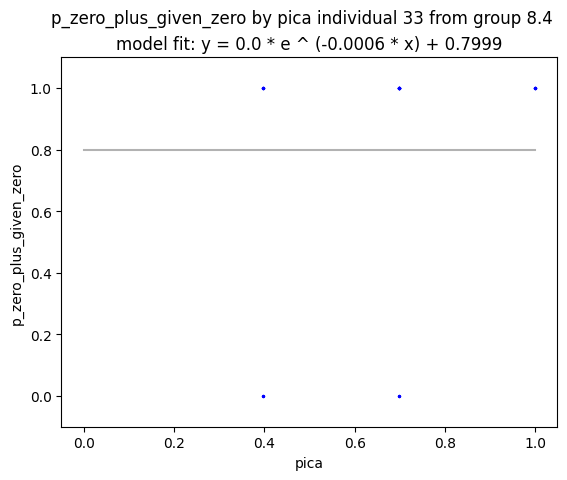 p_zero_plus_given_zero by pica individual 33 from group 8.4
model fit: y = 0.0 * e ^ (-0.0006 * x) + 0.7999
1.0
0.8
0.6
0.4
0.2
0.0
p_zero_plus_given_zero
0.0 0.2 0.4 0.6 0.8 1.0
pica